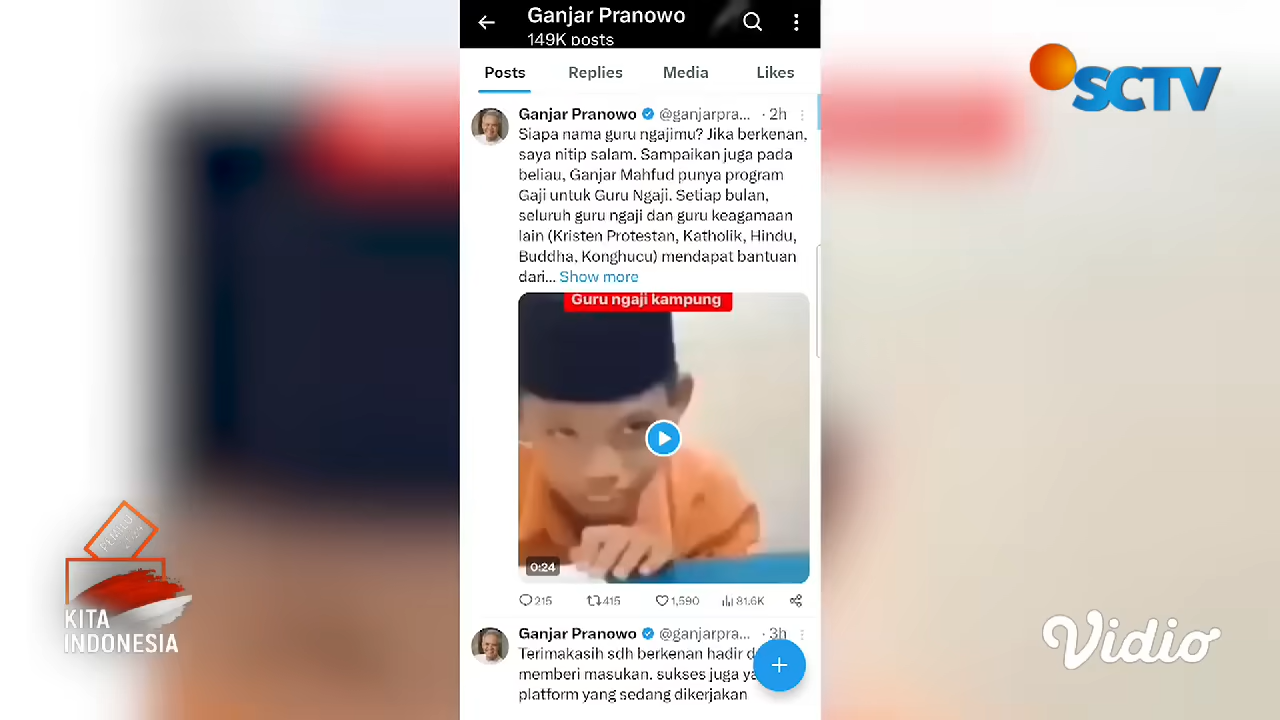 Ganjar Pranowo
149K posts
Posts Replies Media Likes
SCTV
Ganjar Pranowo @ganjarpra... · 2h
Siapa nama guru ngajimu? Jika berkenan,
saya nitip salam. Sampaikan juga pada
beliau, Ganjar Mahfud punya program
Gaji untuk Guru Ngaji. Setiap bulan,
seluruh guru ngaji dan guru keagamaan
lain (Kristen Protestan, Katholik, Hindu,
Buddha, Konghucu) mendapat bantuan
dari... Show more
Guru ngaji kampung
0:24
215 415 1,590 81.6K
Ganjar Pranowo @ganjarpra... · 3h
Terimakasih sdh berkenan hadir
memberi masukan. sukses juga
platform yang sedang dikerjakan
PEMILU
KITA
INDONESIA
Vidio